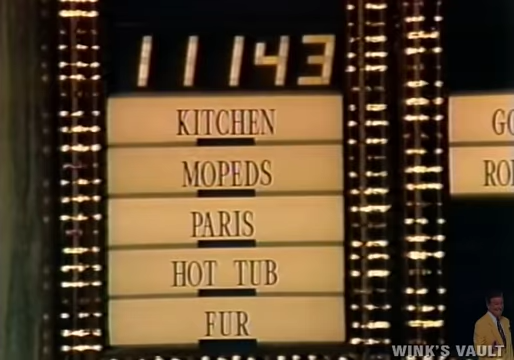 11143
KITCHEN
MOPEDS
PARIS
HOT TUB
FUR
WINK'S VAULT